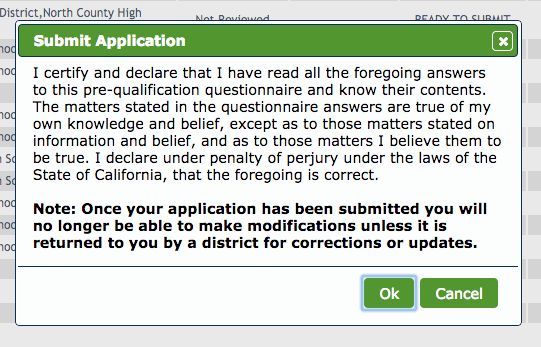 District,North County High
Not Reviewed
READY TO SUBMIT
Submit Application
I certify and declare that I have read all the foregoing answers
to this pre-qualification questionnaire and know their contents.
The matters stated in the questionnaire answers are true of my
own knowledge and belief, except as to those matters stated on
information and belief, and as to those matters I believe them to
be true. I declare under penalty of perjury under the laws of the
State of California, that the foregoing is correct.
Note: Once your application has been submitted you will
no longer be able to make modifications unless it is
returned to you by a district for corrections or updates.
Ok
Cancel